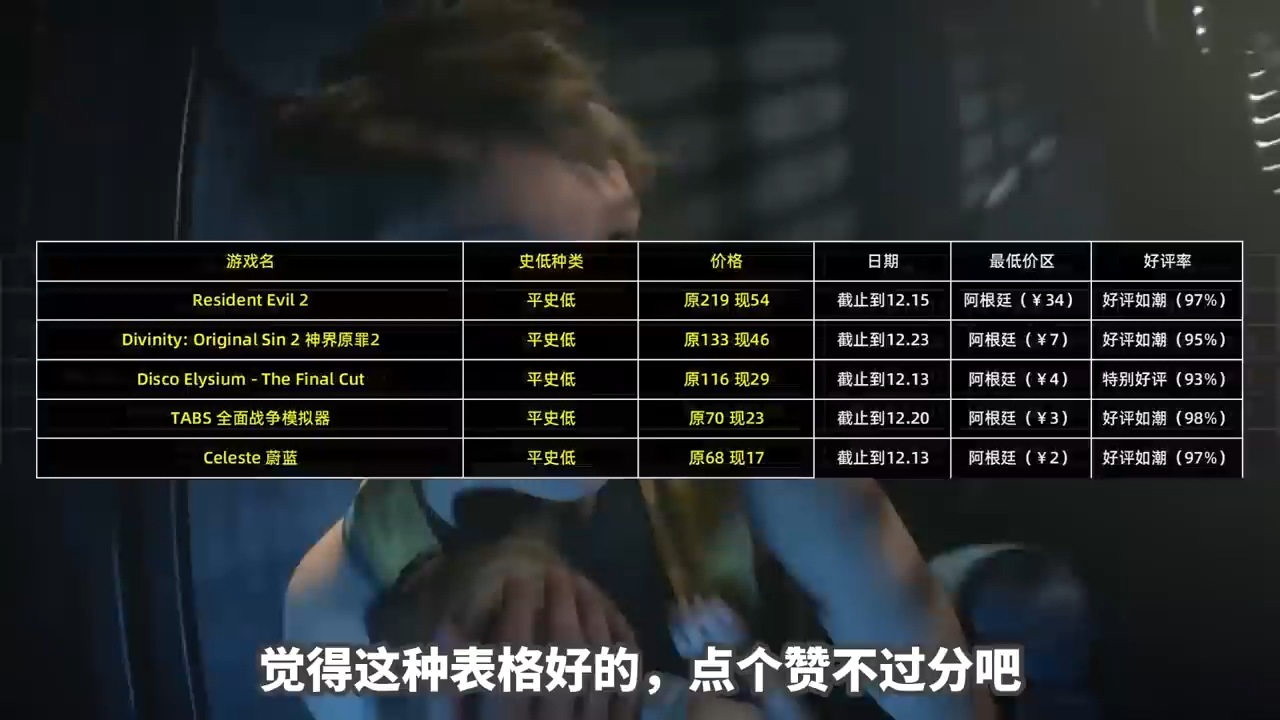 游戏名 史低种类 价格 日期 最低价区 好评率
Resident Evil 2 平史低 原219 现54 截止到12.15 阿根廷（￥34） 好评如潮（97%）
Divinity: Original Sin 2 神界原罪2 平史低 原133 现46 截止到12.23 阿根廷（￥7） 好评如潮（95%）
Disco Elysium - The Final Cut 平史低 原116 现29 截止到12.13 阿根廷（￥4） 特别好评（93%）
TABS 全面战争模拟器 平史低 原70 现23 截止到12.20 阿根廷（￥3） 好评如潮（98%）
Celeste 蔚蓝 平史低 原68 现17 截止到12.13 阿根廷（￥2） 好评如潮（97%）
觉得这种表格好的，点个赞不过分吧